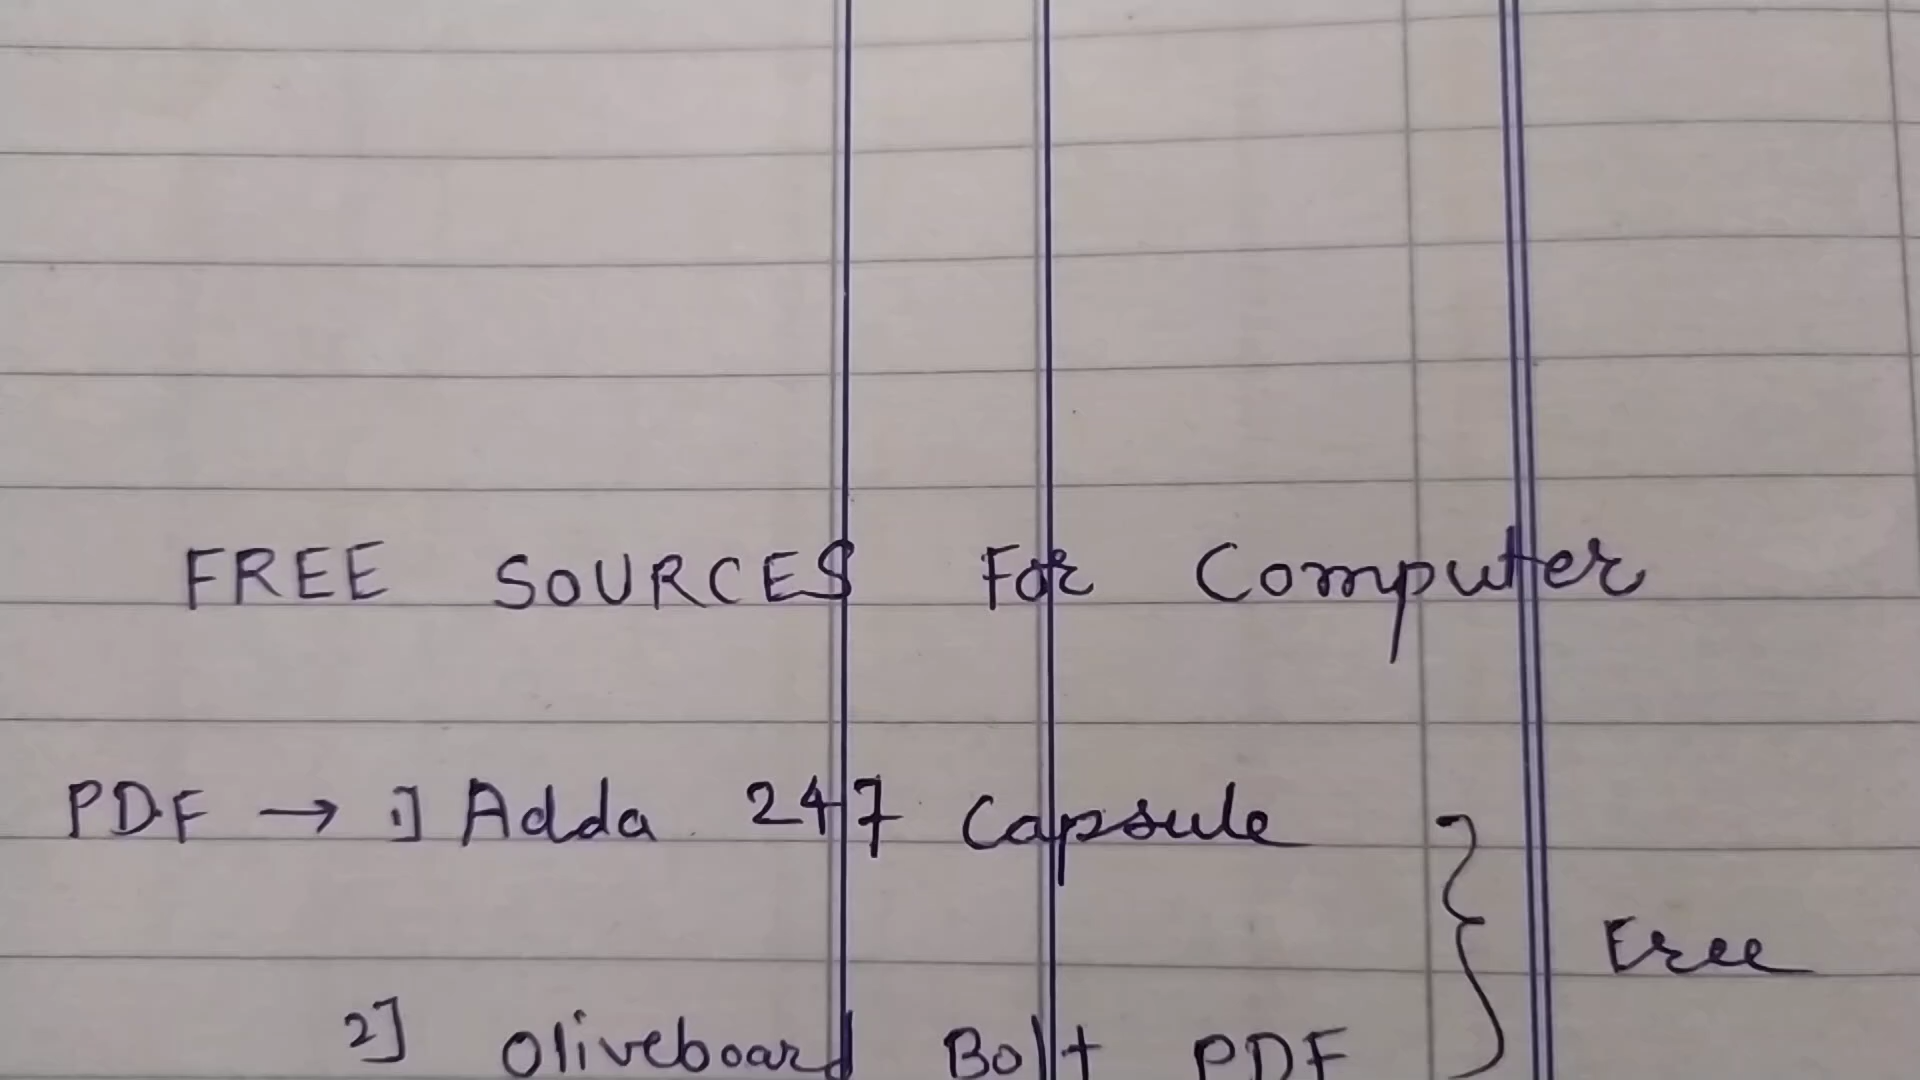 FREE SOURCES For Computer
PDF → 1] Adda 247 Capsule
Free
2] Oliveboard Bolt PDF